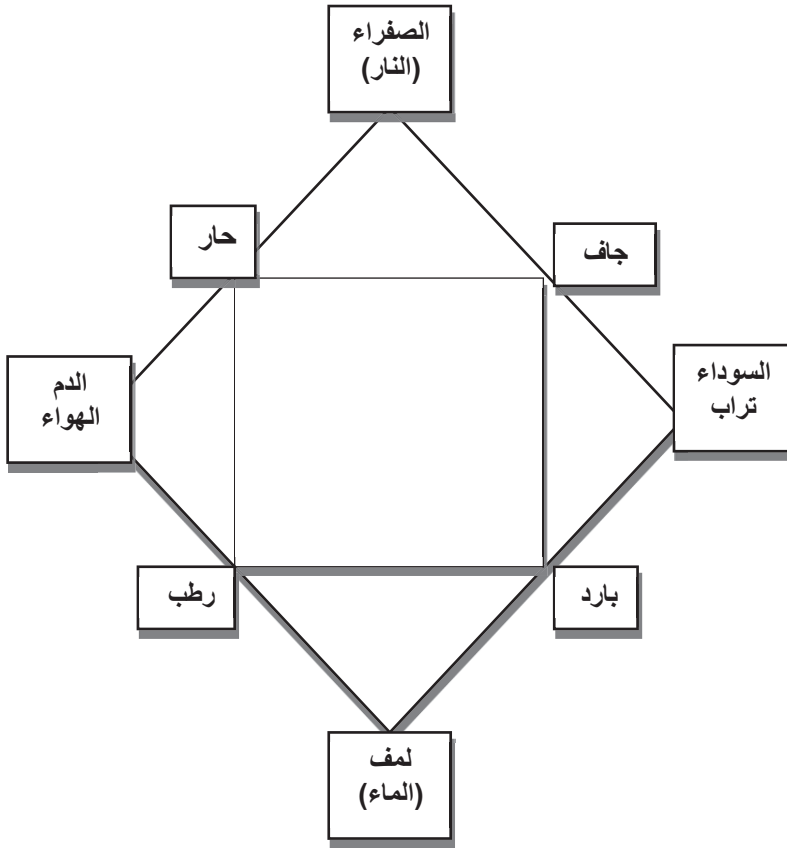 الصفراء
(النار)
حار
جاف
الدم
الهواء
السوداء
تراب
رطب
بارد
لمف
(الماء)